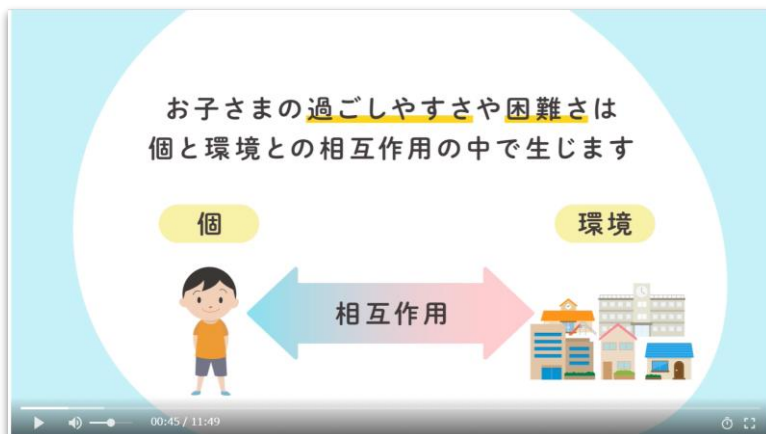 お子さまの過ごしやすさや困難さは
個と環境との相互作用の中で生じます
個
環境
相互作用
00:45 / 11:49